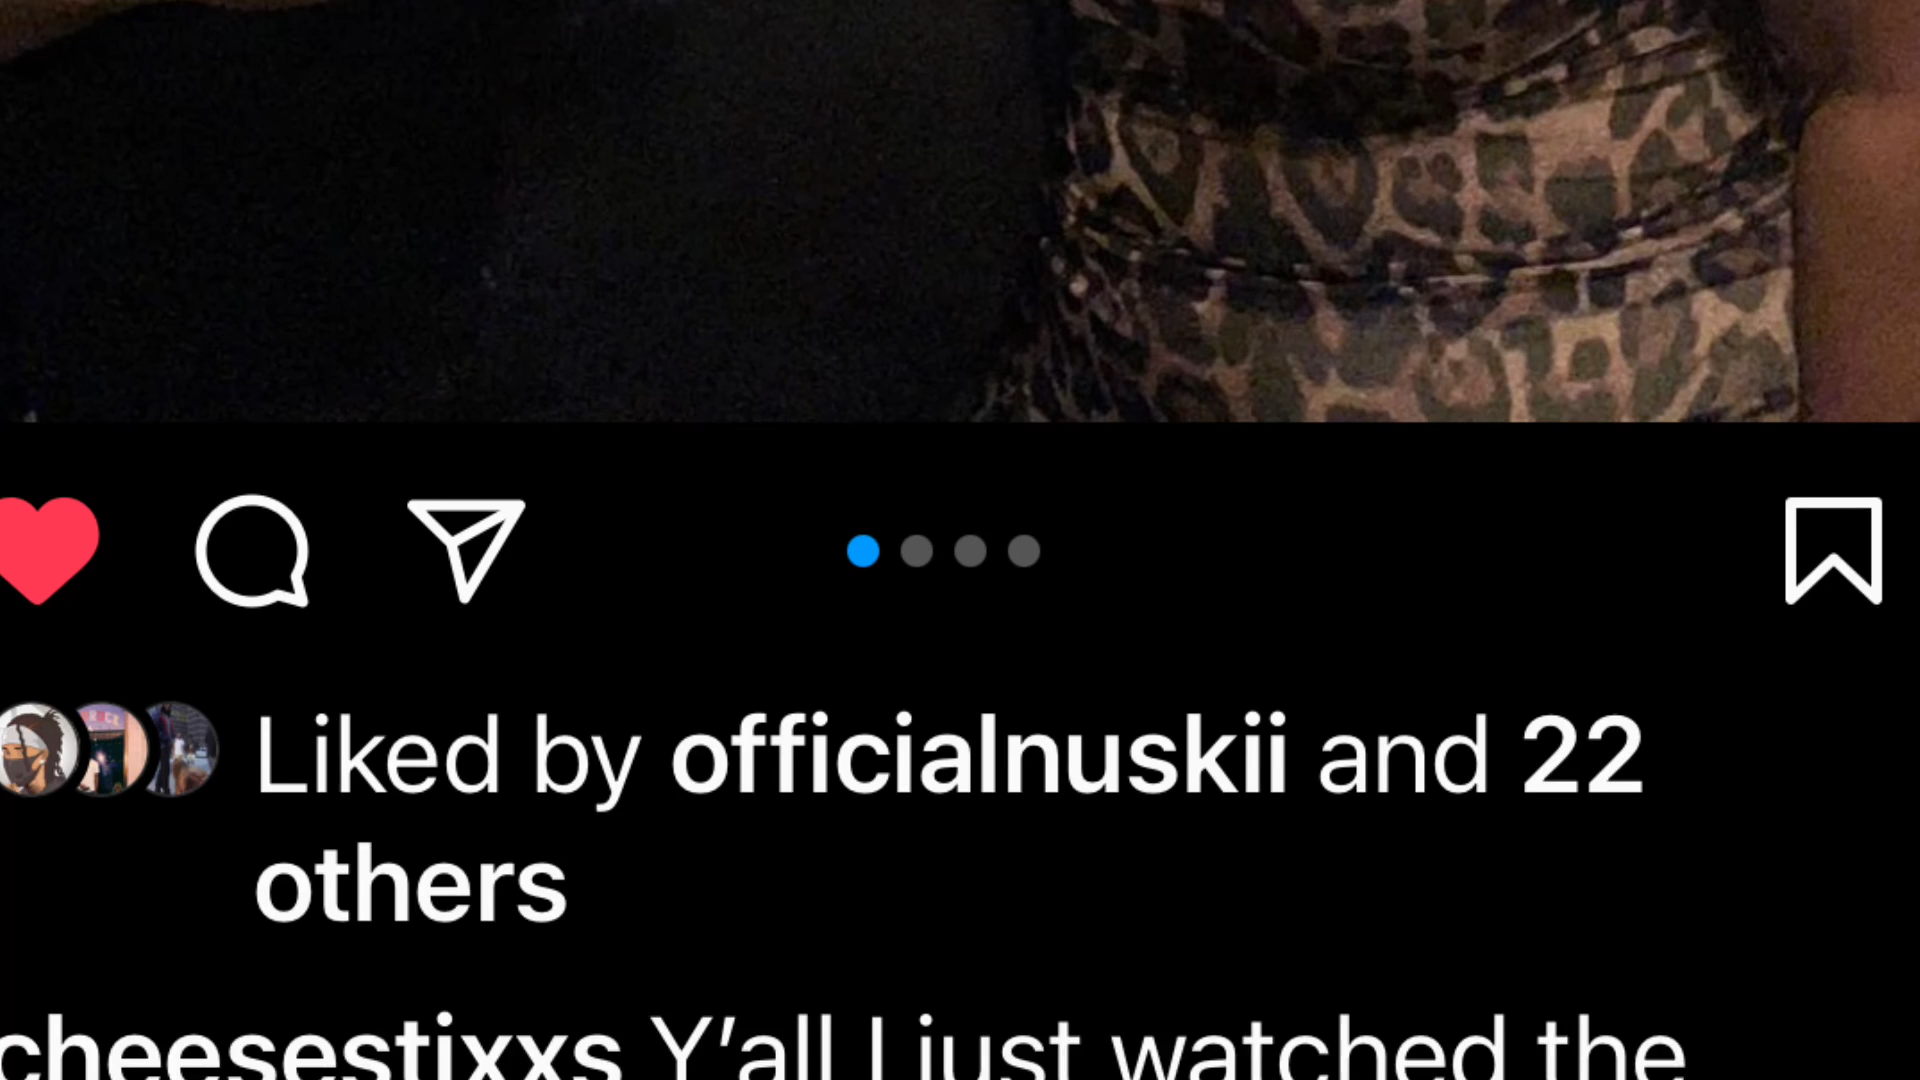 Liked by officialnuskii and 22
others
cheesestixxs Y’all I just watched the